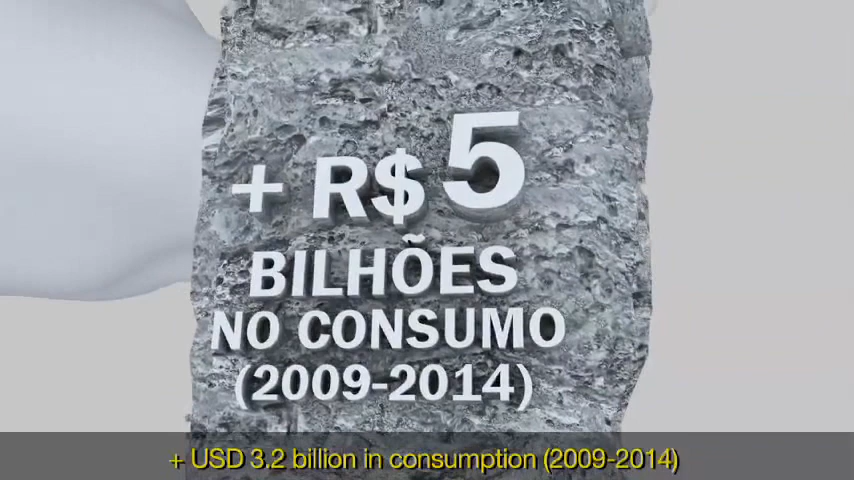 + R$ 5
BILHÕES
NO CONSUMO
(2009-2014)
+ USD 3.2 billion in consumption (2009-2014)